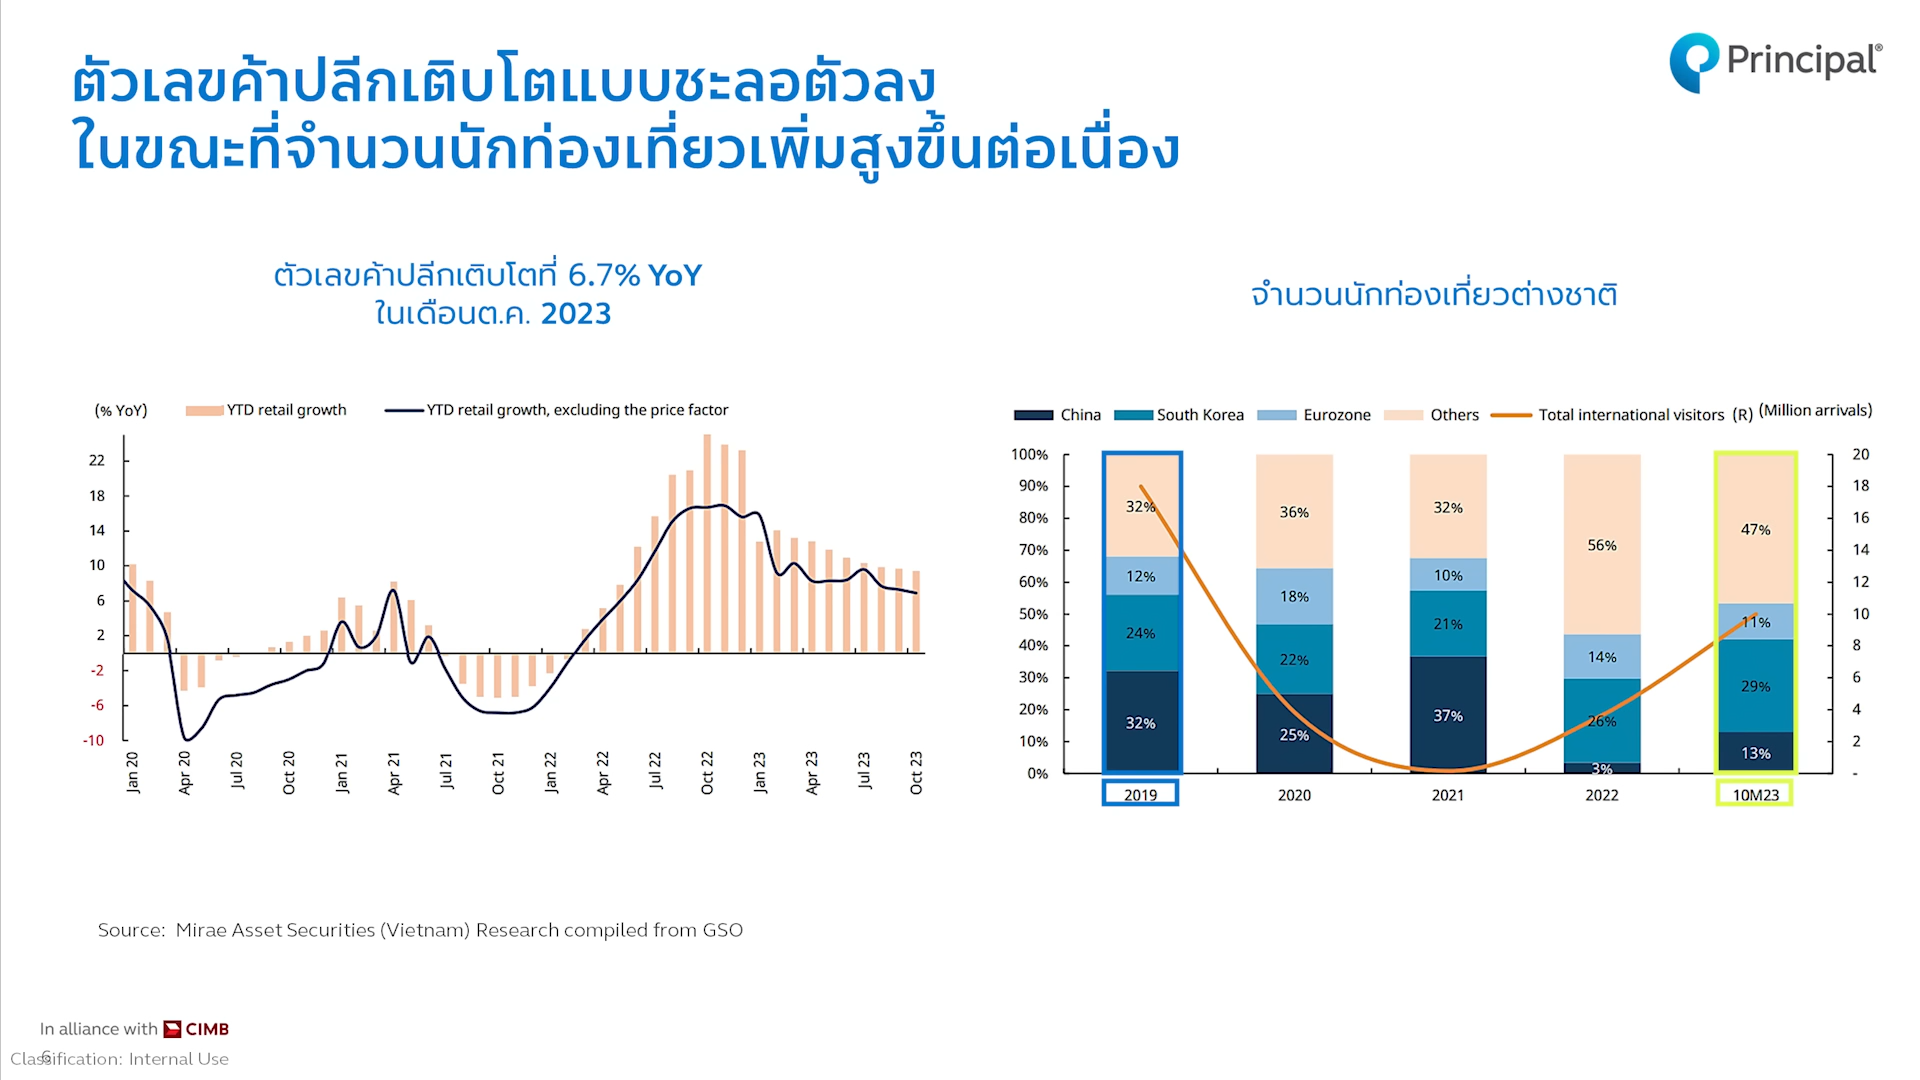 ตัวเลขค้าปลีกเติบโตแบบชะลอตัวลง
ในขณะที่จำนวนนักท่องเที่ยวเพิ่มสูงขึ้นต่อเนื่อง
Principal®
ตัวเลขค้าปลีกเติบโตที่ 6.7% YoY
ในเดือนต.ค. 2023
(% YoY) YTD retail growth YTD retail growth, excluding the price factor
22
18
14
10
6
2
-2
-6
-10
Jan 20 Apr 20 Jul 20 Oct 20 Jan 21 Apr 21 Jul 21 Oct 21 Jan 22 Apr 22 Jul 22 Oct 22 Jan 23 Apr 23 Jul 23 Oct 23
จำนวนนักท่องเที่ยวต่างชาติ
China South Korea Eurozone Others Total international visitors (R) (Million arrivals)
100% 20
90% 18
80% 16
70% 14
60% 12
50% 10
40% 8
30% 6
20% 4
10% 2
0% -
32% 36% 32% 56% 47%
12% 18% 10% 14% 11%
24% 22% 21% 26% 29%
32% 25% 37% 3% 13%
2019 2020 2021 2022 10M23
Source: Mirae Asset Securities (Vietnam) Research compiled from GSO
In alliance with CIMB
6
Classification: Internal Use